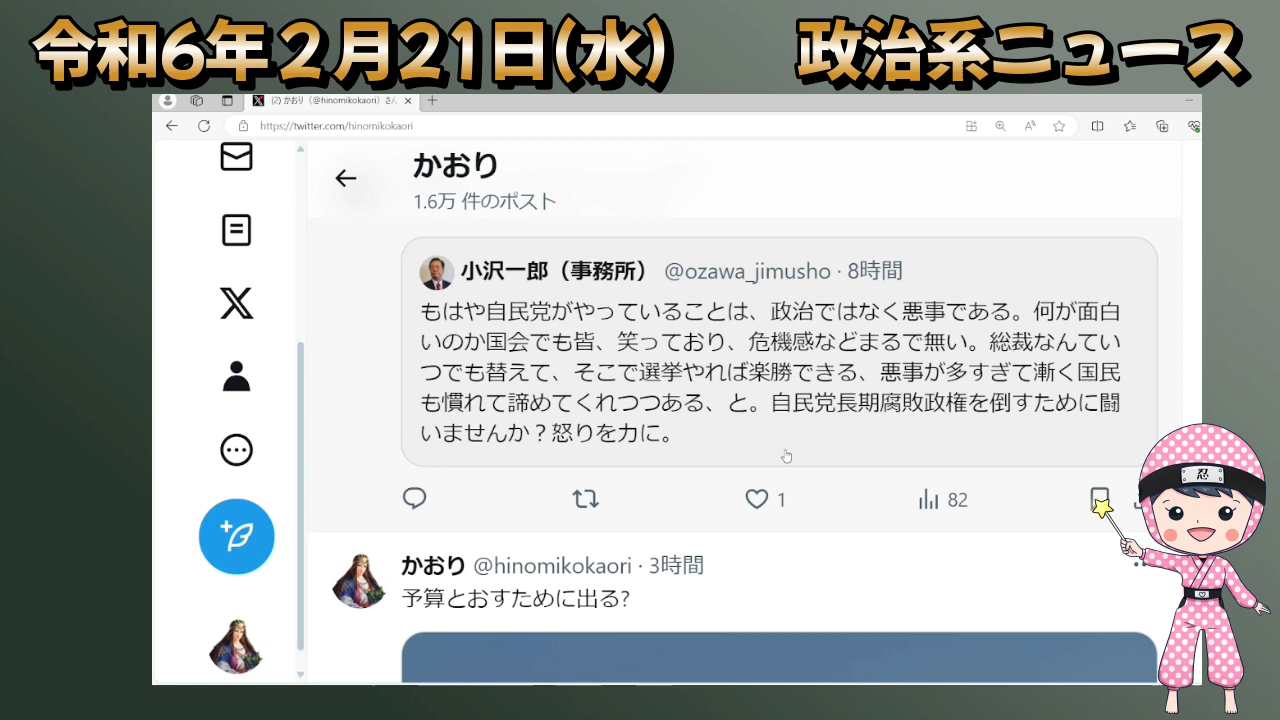 令和6年2月21日(水)
政治系ニュース
(2) かおり（@hinomikokaori）さん
https://twitter.com/hinomikokaori
かおり
1.6万 件のポスト
小沢一郎（事務所） @ozawa_jimusho · 8時間
もはや自民党がやっていることは、政治ではなく悪事である。何が面白
いのか国会でも皆、笑っており、危機感などまるで無い。総裁なんてい
つでも替えて、そこで選挙やれば楽勝できる、悪事が多すぎて漸く国民
も慣れて諦めてくれつつある、と。自民党長期腐敗政権を倒すために闘
いませんか？怒りを力に。
1
82
忍
かおり @hinomikokaori · 3時間
予算とおすために出る?